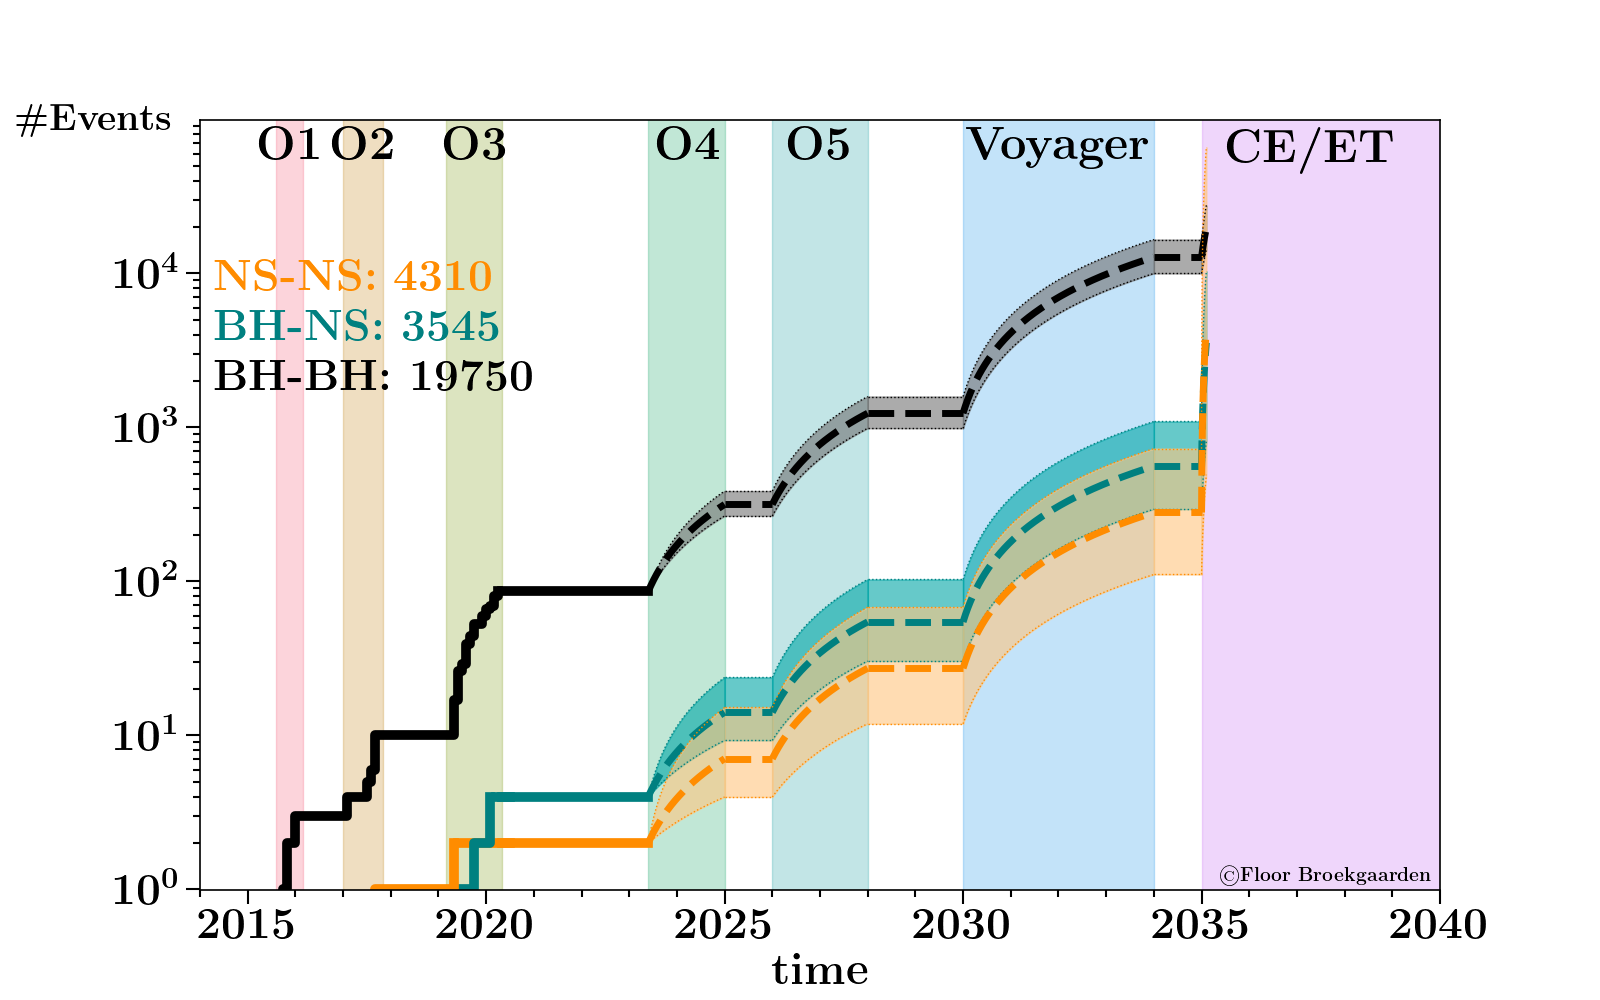 #Events
O1 O2 O3 O4 O5 Voyager CE/ET
10⁴
NS-NS: 4310
BH-NS: 3545
BH-BH: 19750
10³
10²
10¹
10⁰
©Floor Broekgaarden
2015 2020 2025 2030 2035 2040
time